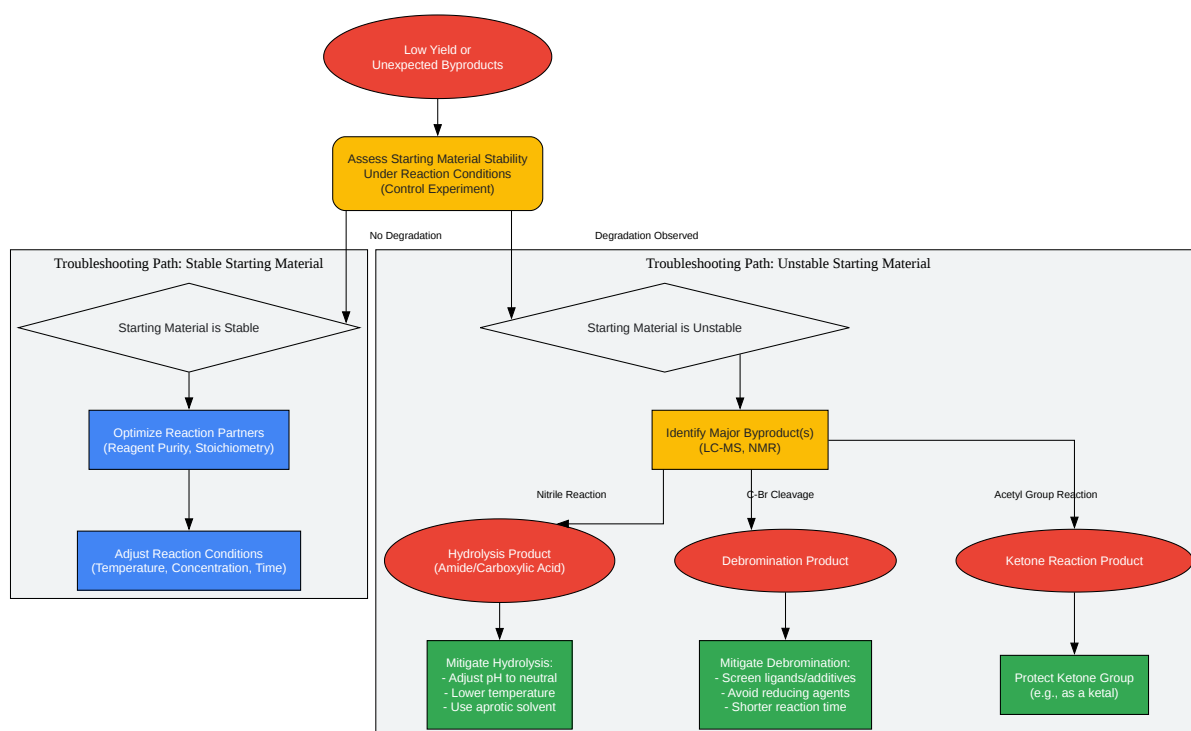 Low Yield or
Unexpected Byproducts
Assess Starting Material Stability
Under Reaction Conditions
(Control Experiment)
No Degradation
Degradation Observed
Troubleshooting Path: Stable Starting Material
Troubleshooting Path: Unstable Starting Material
Starting Material is Stable
Starting Material is Unstable
Optimize Reaction Partners
(Reagent Purity, Stoichiometry)
Identify Major Byproduct(s)
(LC-MS, NMR)
Nitrile Reaction
C-Br Cleavage
Acetyl Group Reaction
Adjust Reaction Conditions
(Temperature, Concentration, Time)
Hydrolysis Product
(Amide/Carboxylic Acid)
Debromination Product
Ketone Reaction Product
Mitigate Hydrolysis:
- Adjust pH to neutral
- Lower temperature
- Use aprotic solvent
Mitigate Debromination:
- Screen ligands/additives
- Avoid reducing agents
- Shorter reaction time
Protect Ketone Group
(e.g., as a ketal)